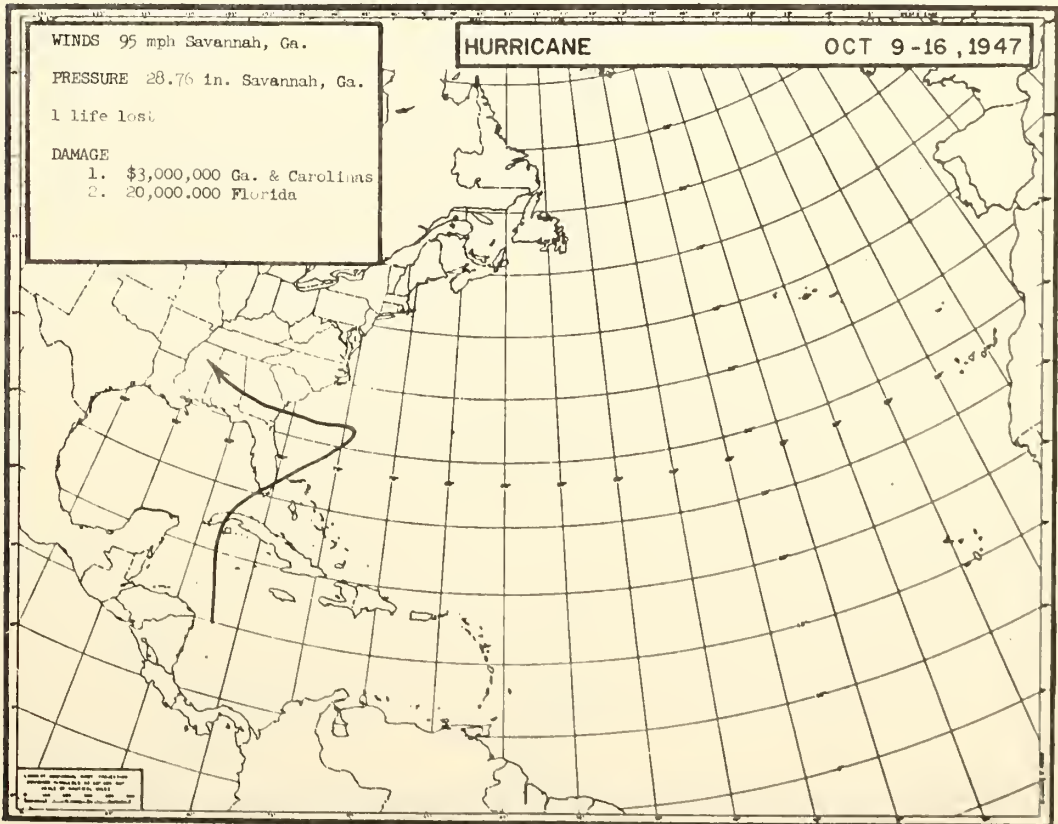 WINDS 95 mph Savannah, Ga.
PRESSURE 28.76 in. Savannah, Ga.
1 life lost
DAMAGE
1. $3,000,000 Ga. & Carolinas
2. 20,000.000 Florida
HURRICANE OCT 9-16, 1947